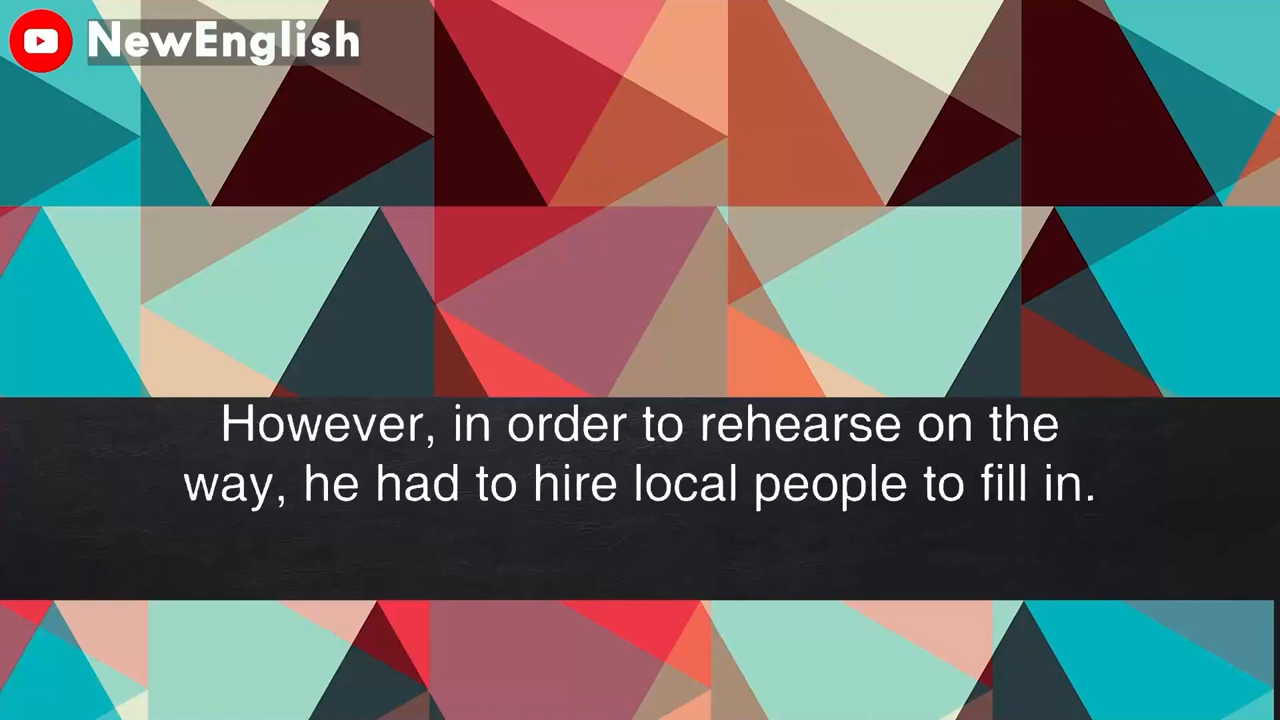 NewEnglish
However, in order to rehearse on the
way, he had to hire local people to fill in.